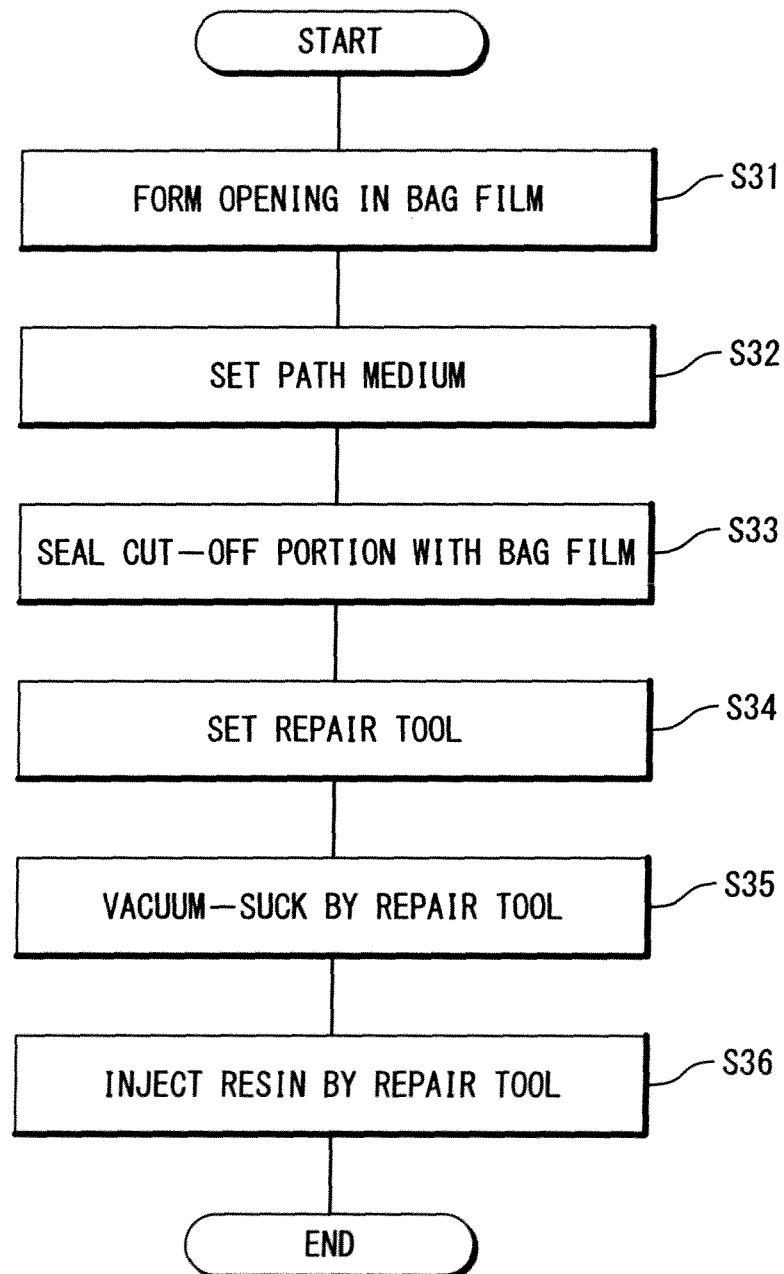 START
FORM OPENING IN BAG FILM
S31
SET PATH MEDIUM
S32
SEAL CUT—OFF PORTION WITH BAG FILM
S33
SET REPAIR TOOL
S34
VACUUM—SUCK BY REPAIR TOOL
S35
INJECT RESIN BY REPAIR TOOL
S36
END